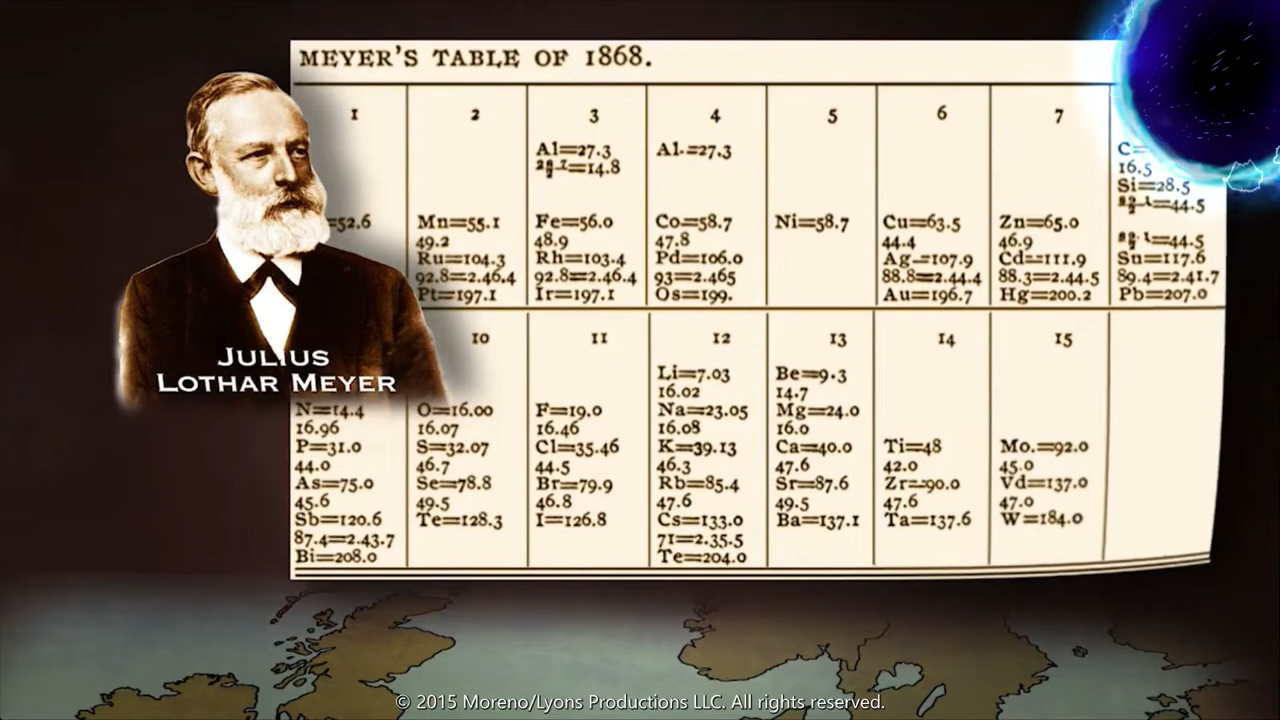 MEYER'S TABLE OF 1868.
1 2 3 4 5 6 7
Al=27.3 Al.=27.3 C=
=14.8 16.5
Si=28.5
=44.5
=52.6 Mn=55.1 Fe=56.0 Co=58.7 Ni=58.7 Cu=63.5 Zn=65.0 =44.5
49.2 48.9 47.8 44.4 46.9 Sn=117.6
Ru=104.3 Rh=103.4 Pd=106.0 Ag=107.9 Cd=111.9
92.8=2.46.4 92.8=2.46.4 93=2.465 88.8=2.44.4 88.3=2.44.5 89.4=2.41.7
Pt=197.1 Ir=197.1 Os=199. Au=196.7 Hg=200.2 Pb=207.0
10 11 12 13 14 15
JULIUS
LOTHAR MEYER
Li=7.03 Be=9.3
16.02 14.7
N=14.4 O=16.00 F=19.0 Na=23.05 Mg=24.0
16.96 16.07 16.46 16.08 16.0
P=31.0 S=32.07 Cl=35.46 K=39.13 Ca=40.0 Ti=48 Mo.=92.0
44.0 46.7 44.5 46.3 47.6 42.0 45.0
As=75.0 Se=78.8 Br=79.9 Rb=85.4 Sr=87.6 Zr=90.0 Vd=137.0
45.6 49.5 46.8 47.6 49.5 47.6 47.0
Sb=120.6 Te=128.3 I=126.8 Cs=133.0 Ba=137.1 Ta=137.6 W=184.0
87.4=2.43.7 71=2.35.5
Bi=208.0 Te=204.0
© 2015 Moreno/Lyons Productions LLC. All rights reserved.